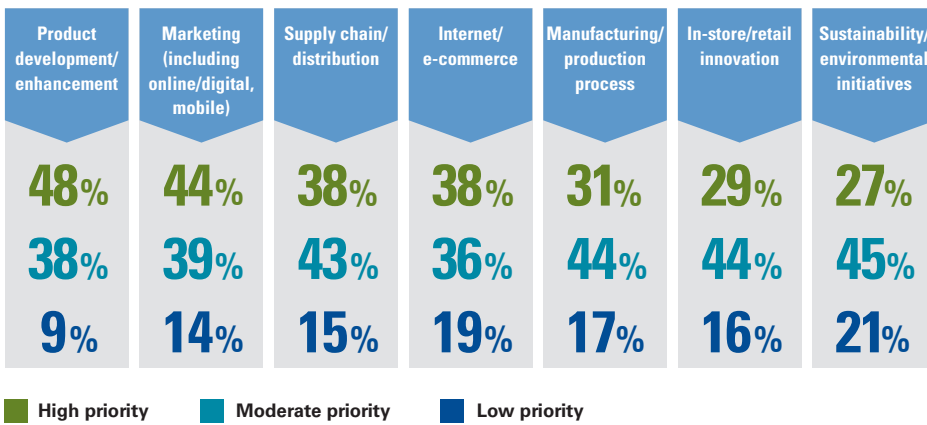 Product
development/
enhancement
Marketing
(including
online/digital,
mobile)
Supply chain/
distribution
Internet/
e-commerce
Manufacturing/
production
process
In-store/retail
innovation
Sustainability/
environmental
initiatives
48% 44% 38% 38% 31% 29% 27%
38% 39% 43% 36% 44% 44% 45%
9% 14% 15% 19% 17% 16% 21%
High priority Moderate priority Low priority